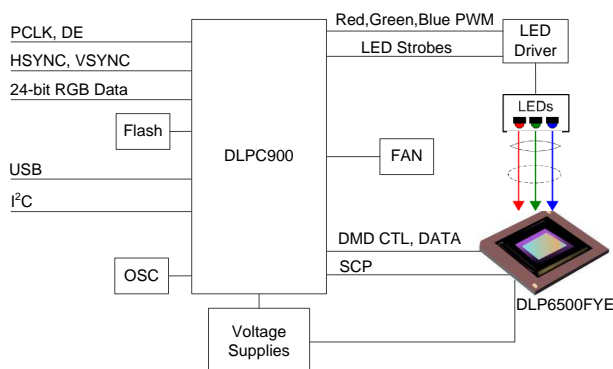 PCLK, DE
HSYNC, VSYNC
24-bit RGB Data
Flash
USB
I²C
OSC
DLPC900
Voltage
Supplies
Red,Green,Blue PWM
LED Strobes
LED
Driver
LEDs
FAN
DMD CTL, DATA
SCP
DLP6500FYE